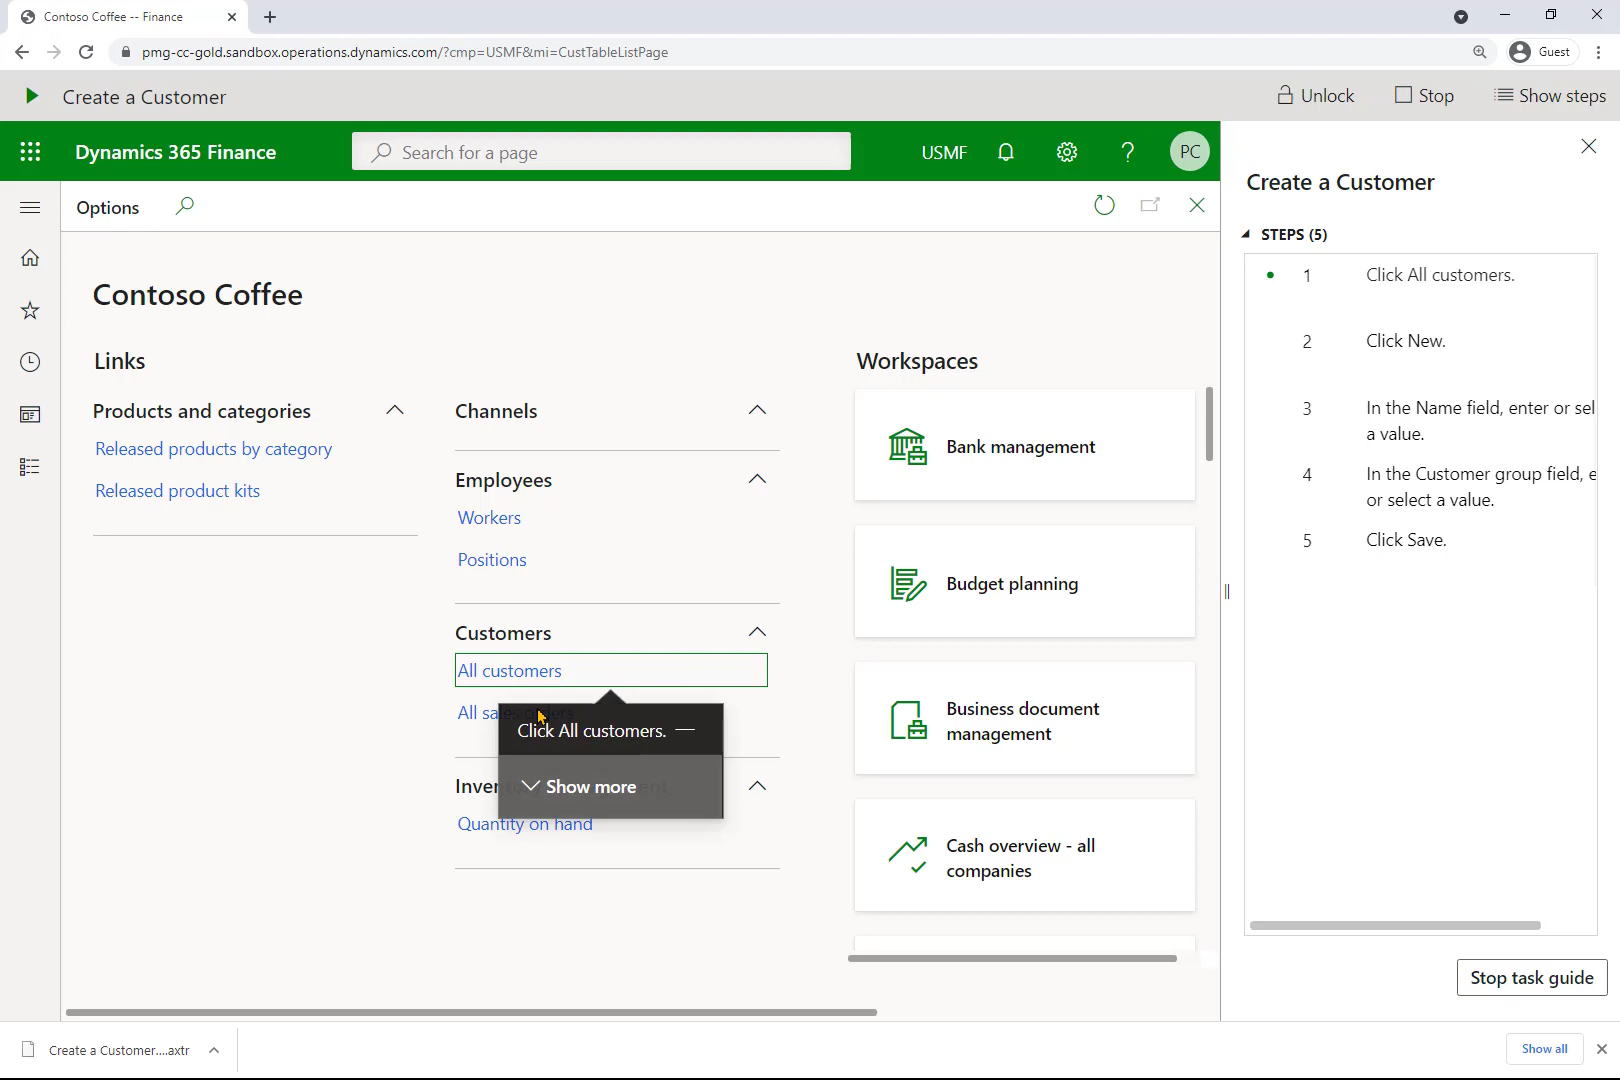 Contoso Coffee -- Finance
pmg-cc-gold.sandbox.operations.dynamics.com/?cmp=USMF&mi=CustTableListPage
Guest
Create a Customer
Unlock
Stop
Show steps
Dynamics 365 Finance
Search for a page
USMF
?
PC
Options
Contoso Coffee
Links
Products and categories
Released products by category
Released product kits
Channels
Employees
Workers
Positions
Customers
All customers
All sales orders
Click All customers.
Show more
Quantity on hand
Workspaces
Bank management
Budget planning
Business document
management
Cash overview - all
companies
Create a Customer
STEPS (5)
1 Click All customers.
2 Click New.
3 In the Name field, enter or sel
a value.
4 In the Customer group field, e
or select a value.
5 Click Save.
Stop task guide
Create a Customer....axtr
Show all